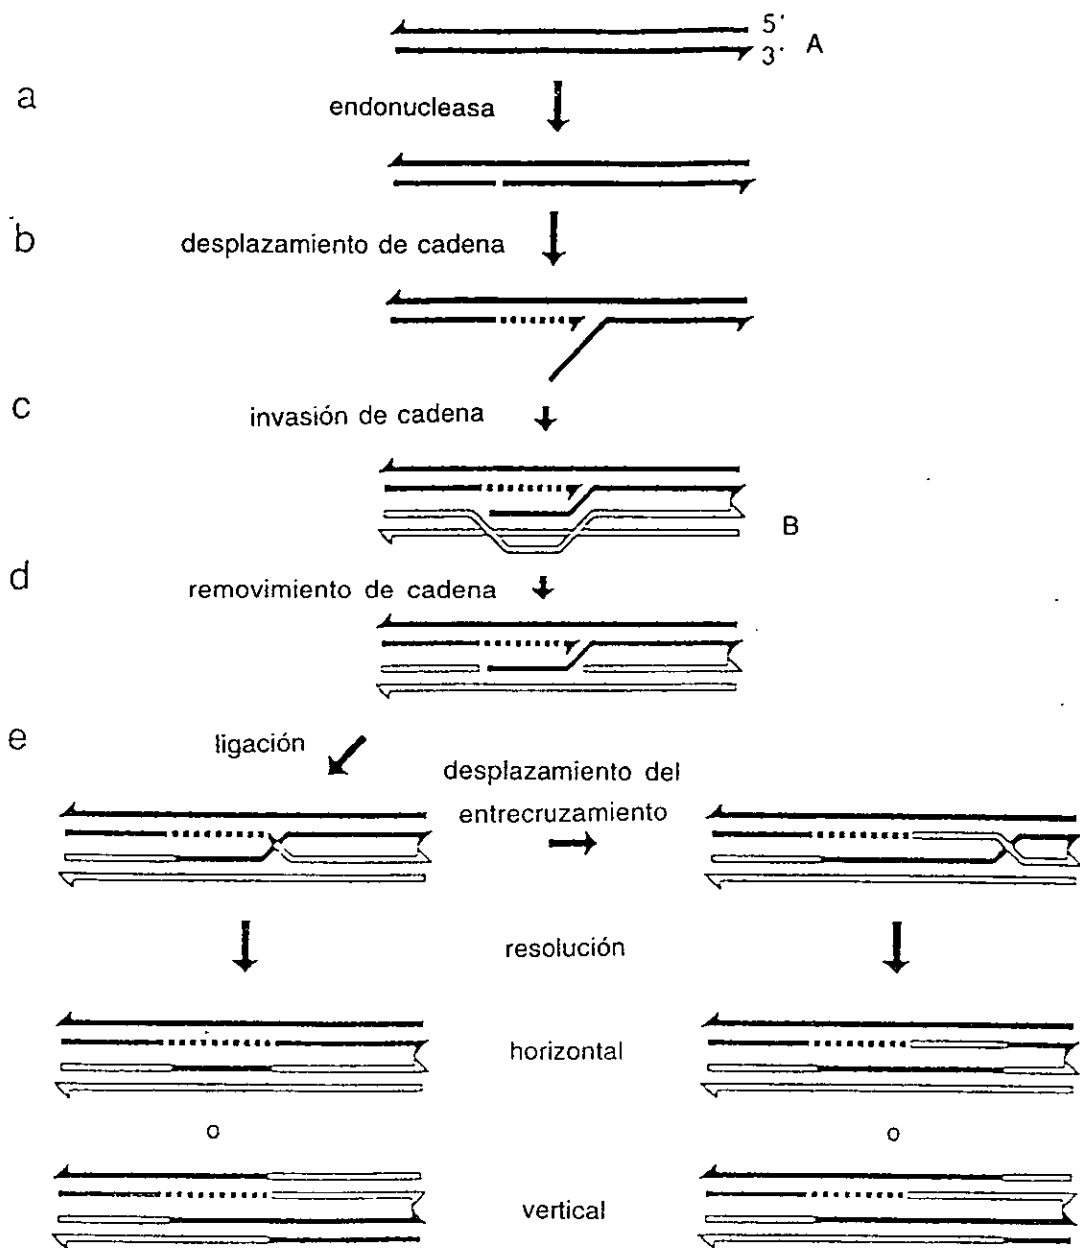 5'
3'
A
a
endonucleasa
b
desplazamiento de cadena
c
invasión de cadena
B
d
removimiento de cadena
e
ligación
desplazamiento del
entrecruzamiento
resolución
horizontal
o
o
vertical